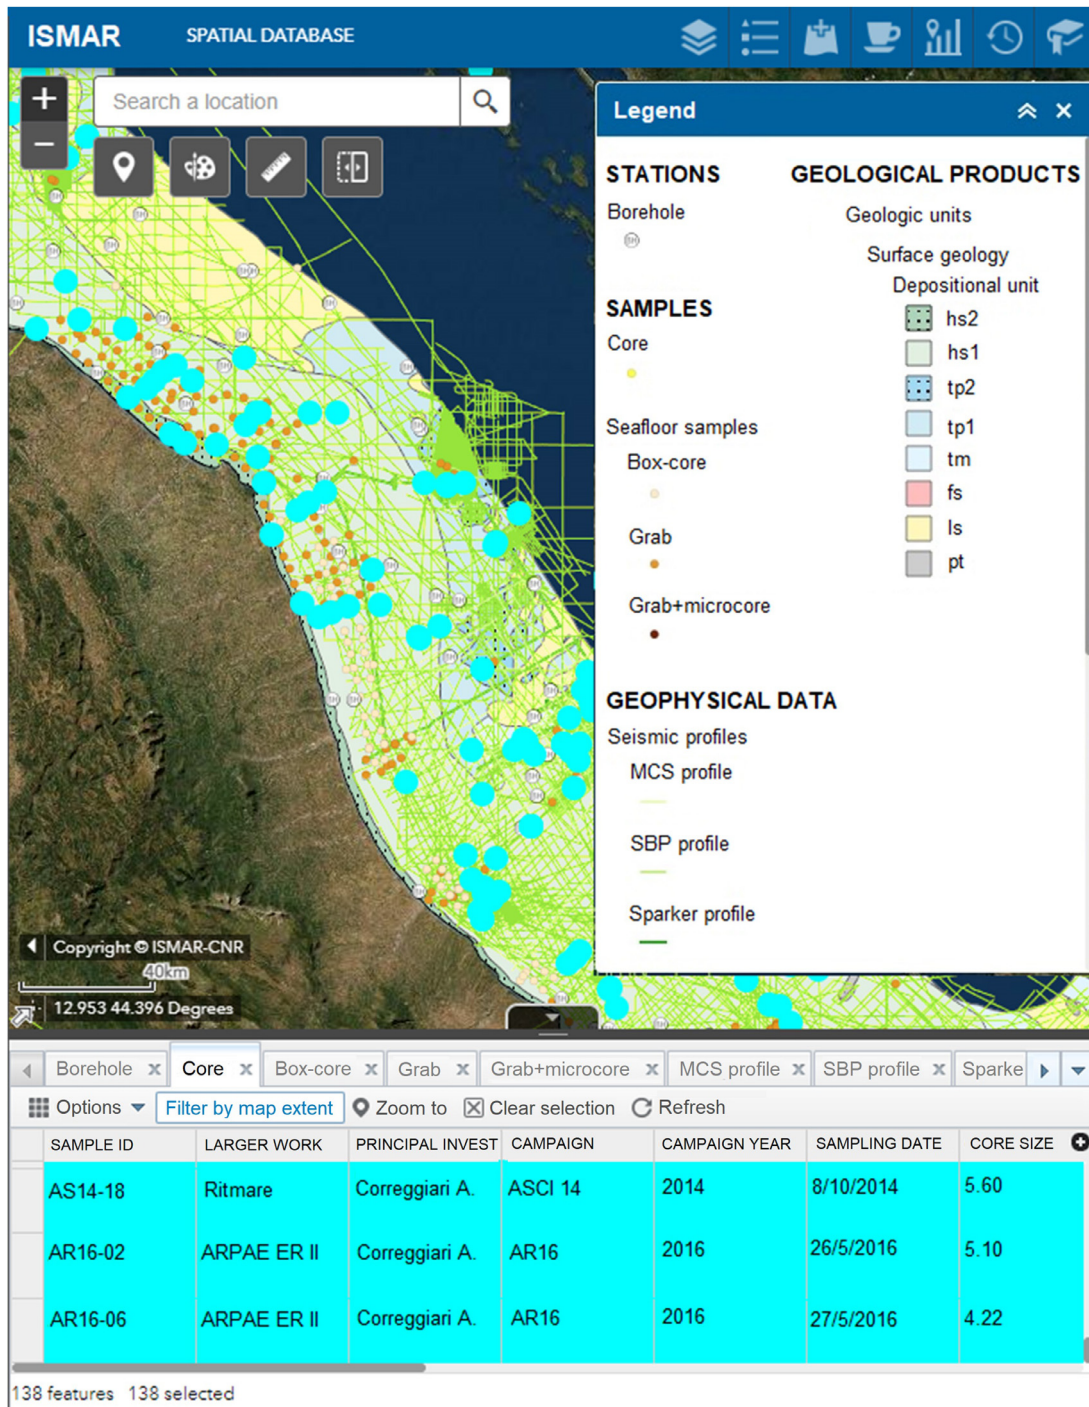 ISMAR SPATIAL DATABASE
+
Search a location
−
Legend
STATIONS
Borehole
BH
SAMPLES
Core
Seafloor samples
Box-core
Grab
Grab+microcore
GEOPHYSICAL DATA
Seismic profiles
MCS profile
SBP profile
Sparker profile
GEOLOGICAL PRODUCTS
Geologic units
Surface geology
Depositional unit
hs2
hs1
tp2
tp1
tm
fs
ls
pt
Copyright © ISMAR-CNR
40km
12.953 44.396 Degrees
Borehole x Core x Box-core x Grab x Grab+microcore x MCS profile x SBP profile x Sparke
Options Filter by map extent Zoom to Clear selection Refresh
SAMPLE ID LARGER WORK PRINCIPAL INVEST CAMPAIGN CAMPAIGN YEAR SAMPLING DATE CORE SIZE
AS14-18 Ritmare Correggiari A. ASCI 14 2014 8/10/2014 5.60
AR16-02 ARPAE ER II Correggiari A. AR16 2016 26/5/2016 5.10
AR16-06 ARPAE ER II Correggiari A. AR16 2016 27/5/2016 4.22
138 features 138 selected